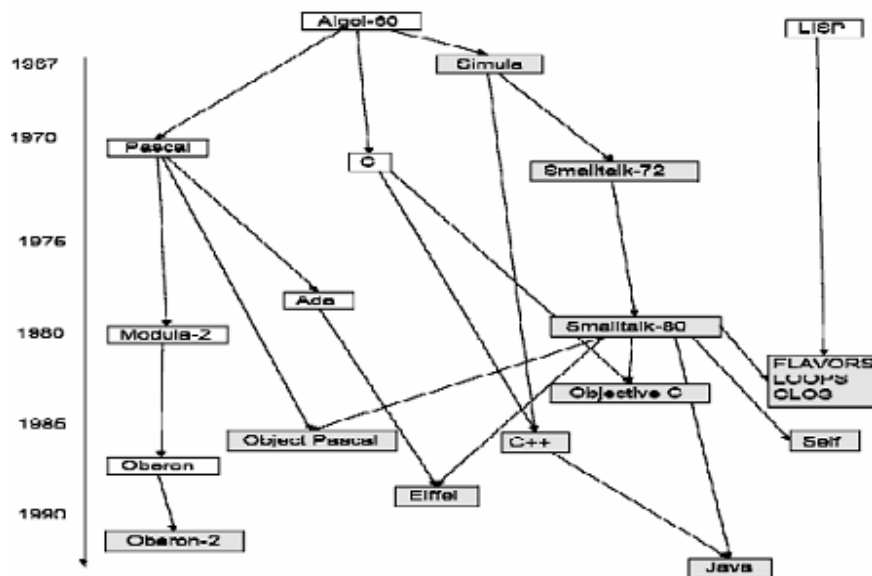 Algol-60
LISP
1967
Simula
1970
Pascal
C
Smalltalk-72
1975
Ada
1980
Modula-2
Smalltalk-80
FLAVORS
LOOPS
CLOS
Objective C
1985
Object Pascal
C++
Self
Oberon
Eiffel
1990
Oberon-2
Java